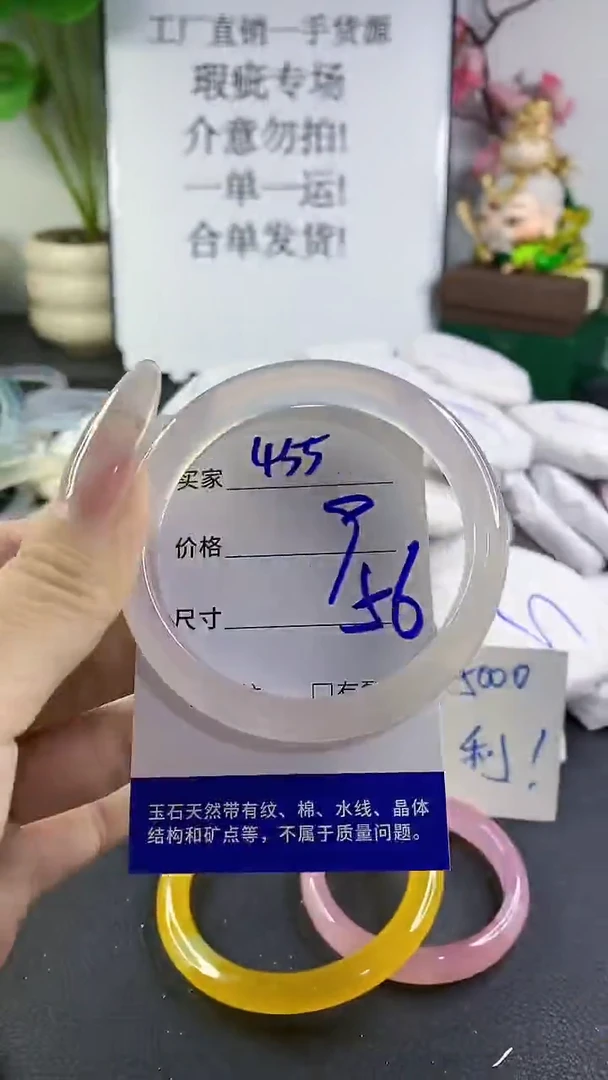 工厂直销一手货源
瑕疵专场
介意勿拍!
一单一运!
合单发货!
买家 455
价格
尺寸 56
5000
利!
玉石天然带有纹、棉、水线、晶体
结构和矿点等，不属于质量问题。